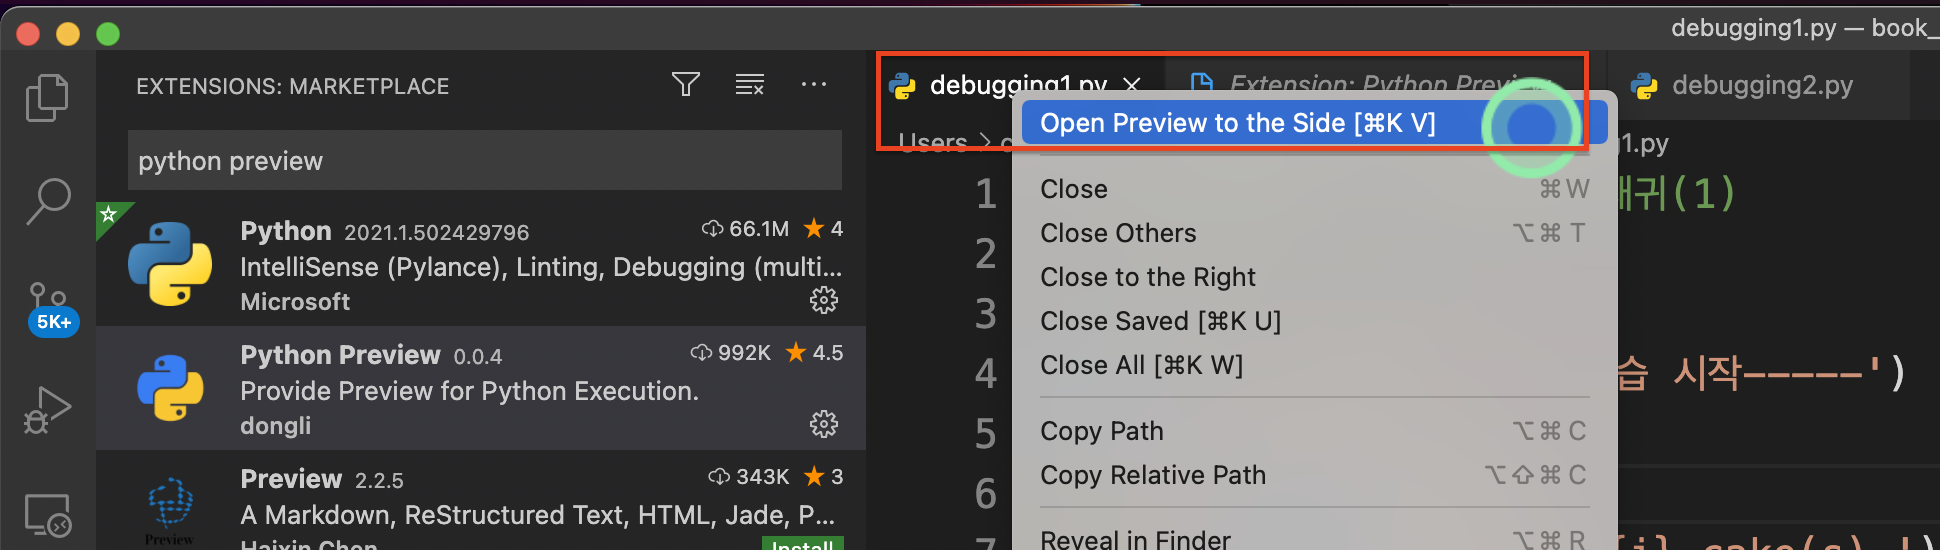 debugging1.py — book_
EXTENSIONS: MARKETPLACE
python preview
Python 2021.1.502429796 66.1M 4
IntelliSense (Pylance), Linting, Debugging (multi...
Microsoft
5K+
Python Preview 0.0.4 992K 4.5
Provide Preview for Python Execution.
dongli
Preview 2.2.5 343K 3
A Markdown, ReStructured Text, HTML, Jade, P...
Preview
Haixin Chen
Install
debugging1.py
Extension: Python Preview
debugging2.py
Users >
1.py
Open Preview to the Side [⌘K V]
Close ⌘W
Close Others ⌥⌘T
Close to the Right
Close Saved [⌘K U]
Close All [⌘K W]
Copy Path ⌥⌘C
Copy Relative Path ⌥⇧⌘C
Reveal in Finder ⌥⌘R
1
귀(1)
2
3
4
습 시작-----')
5
6
7
{i} cake(s).')